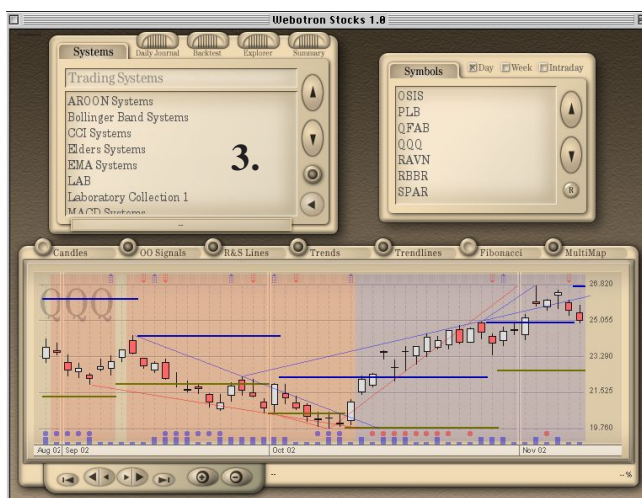 Webotron Stocks 1.0
Systems
Daily Journal
Backtest
Explorer
Summary
Trading Systems
AROON Systems
Bollinger Band Systems
CCI Systems
Elders Systems
EMA Systems
LAB
Laboratory Collection 1
MACD Systems
3.
--
Symbols
Day
Week
Intraday
OSIS
PLB
QFAB
QQQ
RAVN
RBBR
SPAR
R
Candles
OO Signals
R&S Lines
Trends
Trendlines
Fibonacci
MultiMap
QQQ
26.820
25.055
23.290
21.525
19.760
Aug 02
Sep 02
Oct 02
Nov 02
--
--%